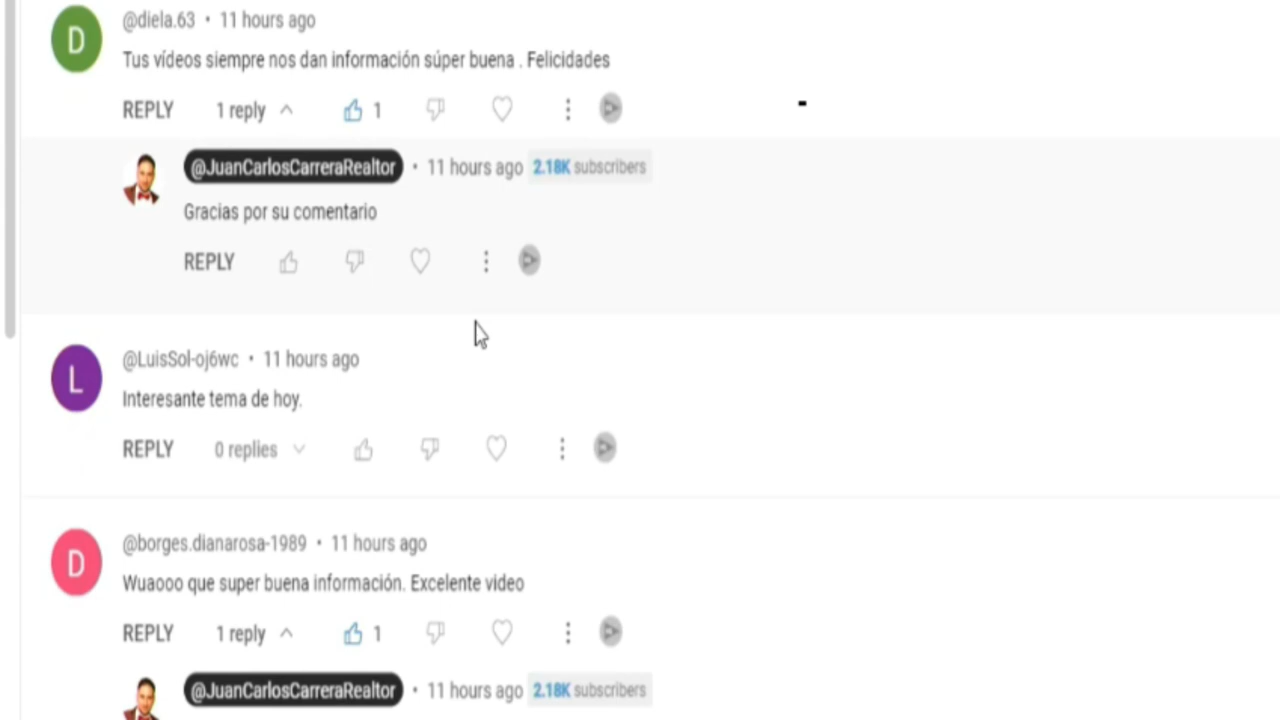 D
@diela.63 • 11 hours ago
Tus vídeos siempre nos dan información súper buena . Felicidades
REPLY 1 reply 1
@JuanCarlosCarreraRealtor • 11 hours ago 2.18K subscribers
Gracias por su comentario
REPLY
L
@LuisSol-oj6wc • 11 hours ago
Interesante tema de hoy.
REPLY 0 replies
D
@borges.dianarosa-1989 • 11 hours ago
Wuaooo que super buena información. Excelente video
REPLY 1 reply 1
@JuanCarlosCarreraRealtor • 11 hours ago 2.18K subscribers